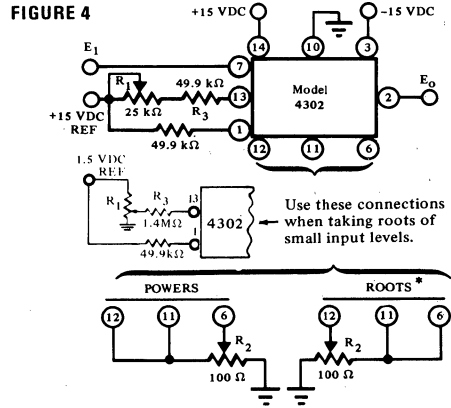 FIGURE 4
+15 VDC
−15 VDC
14
10
3
E1
7
R1
49.9 kΩ
Model
4302
13
2
Eo
+15 VDC
REF
25 kΩ
R3
1
49.9 kΩ
12
11
6
1.5 VDC
REF
R1
R3
13
1.4MΩ
4302
1
49.9kΩ
Use these connections
when taking roots of
small input levels.
POWERS
ROOTS*
12
11
6
12
11
6
R2
R2
100 Ω
100 Ω